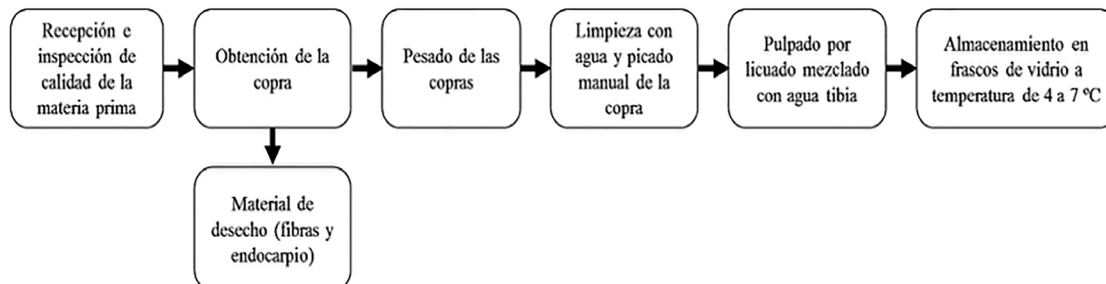 Recepción e
inspección de
calidad de la
materia prima
Obtención de la
copra
Pesado de las
copras
Limpieza con
agua y picado
manual de la
copra
Pulpado por
licuado mezclado
con agua tibia
Almacenamiento en
frascos de vidrio a
temperatura de 4 a 7 ºC
Material de
desecho (fibras y
endocarpio)